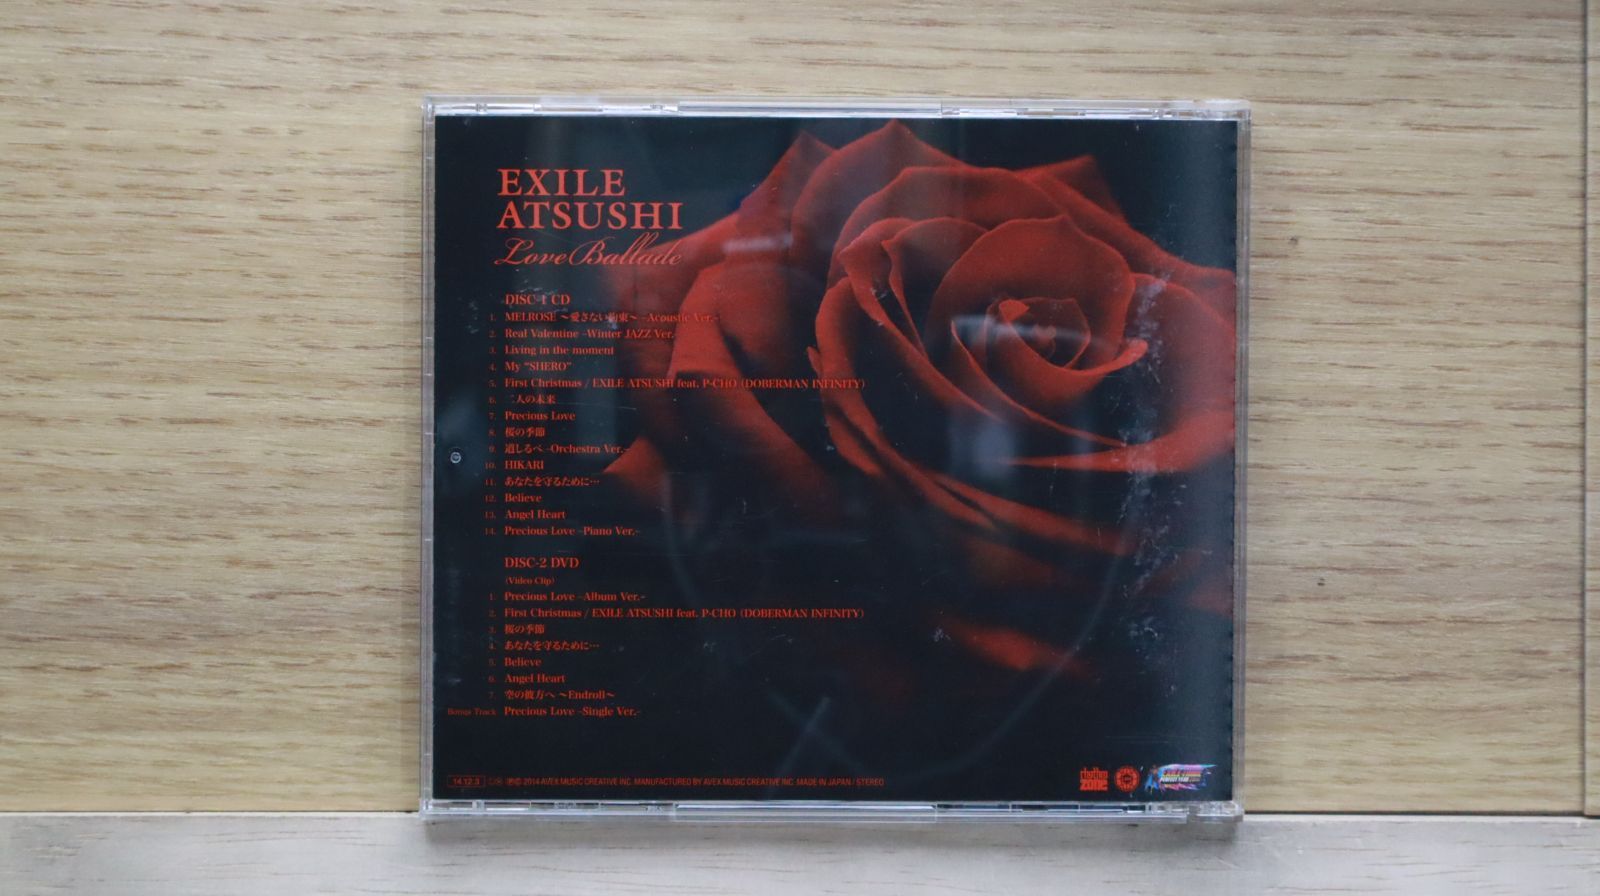 EXILE
ATSUSHI
Love Ballade
DISC-1 CD
1. MELROSE ～愛さない約束～ -Acoustic Ver.-
2. Real Valentine -Winter JAZZ Ver.-
3. Living in the moment
4. My "SHERO"
5. First Christmas / EXILE ATSUSHI feat. P-CHO (DOBERMAN INFINITY)
6. 二人の未来
7. Precious Love
8. 桜の季節
9. 道しるべ -Orchestra Ver.-
10. HIKARI
11. あなたを守るために…
12. Believe
13. Angel Heart
14. Precious Love -Piano Ver.-
DISC-2 DVD
(Video Clip)
1. Precious Love -Album Ver.-
2. First Christmas / EXILE ATSUSHI feat. P-CHO (DOBERMAN INFINITY)
3. 桜の季節
4. あなたを守るために…
5. Believe
6. Angel Heart
7. 空の彼方へ ～Endroll～
Bonus Track Precious Love -Single Ver.-
14.12.3 ℗© 2014 AVEX MUSIC CREATIVE INC. MANUFACTURED BY AVEX MUSIC CREATIVE INC. MADE IN JAPAN / STEREO
rhythm
zone